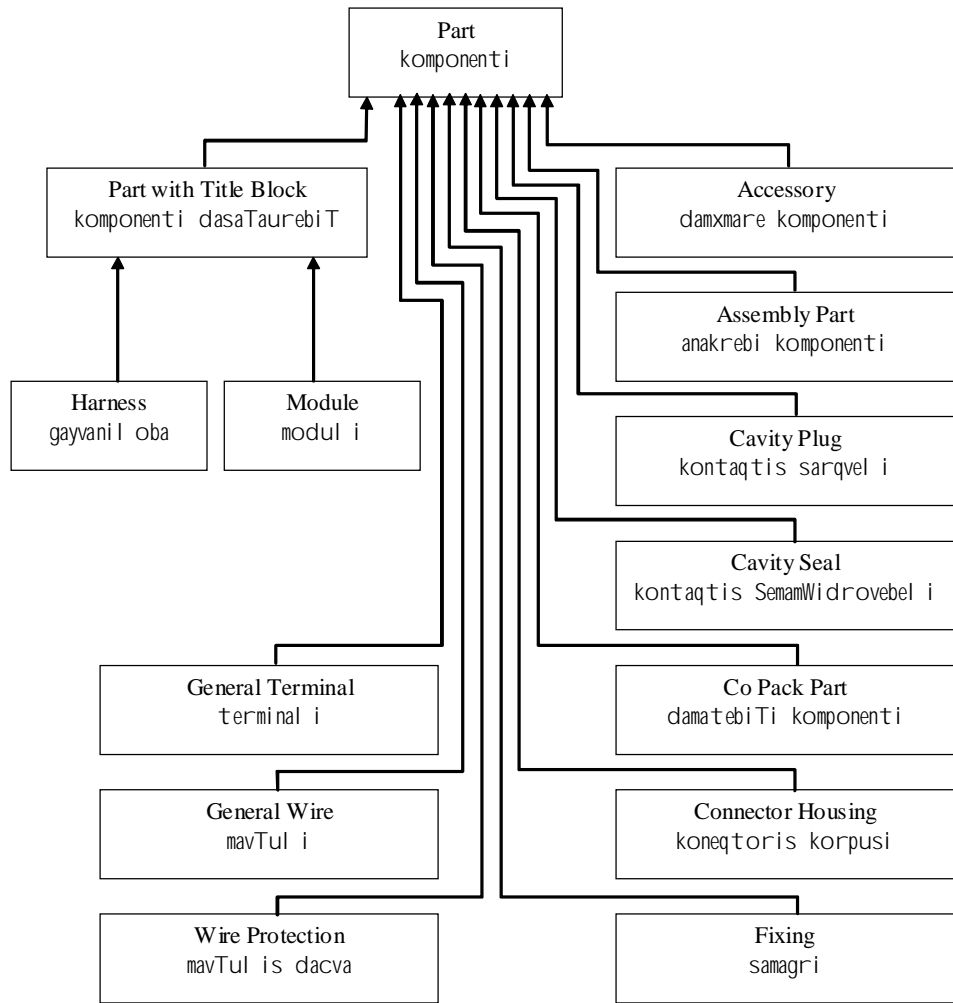 Part
komponenti
Part with Title Block
komponenti dasaTaurebiT
Accessory
damxmare komponenti
Assembly Part
anakrebi komponenti
Harness
gayvanil oba
Module
modul i
Cavity Plug
kontaqtis sarqvel i
Cavity Seal
kontaqtis SemamWidrovebel i
General Terminal
terminal i
Co Pack Part
damatebiTi komponenti
General Wire
mavTul i
Connector Housing
koneqtoris korpusi
Wire Protection
mavTul is dacva
Fixing
samagri